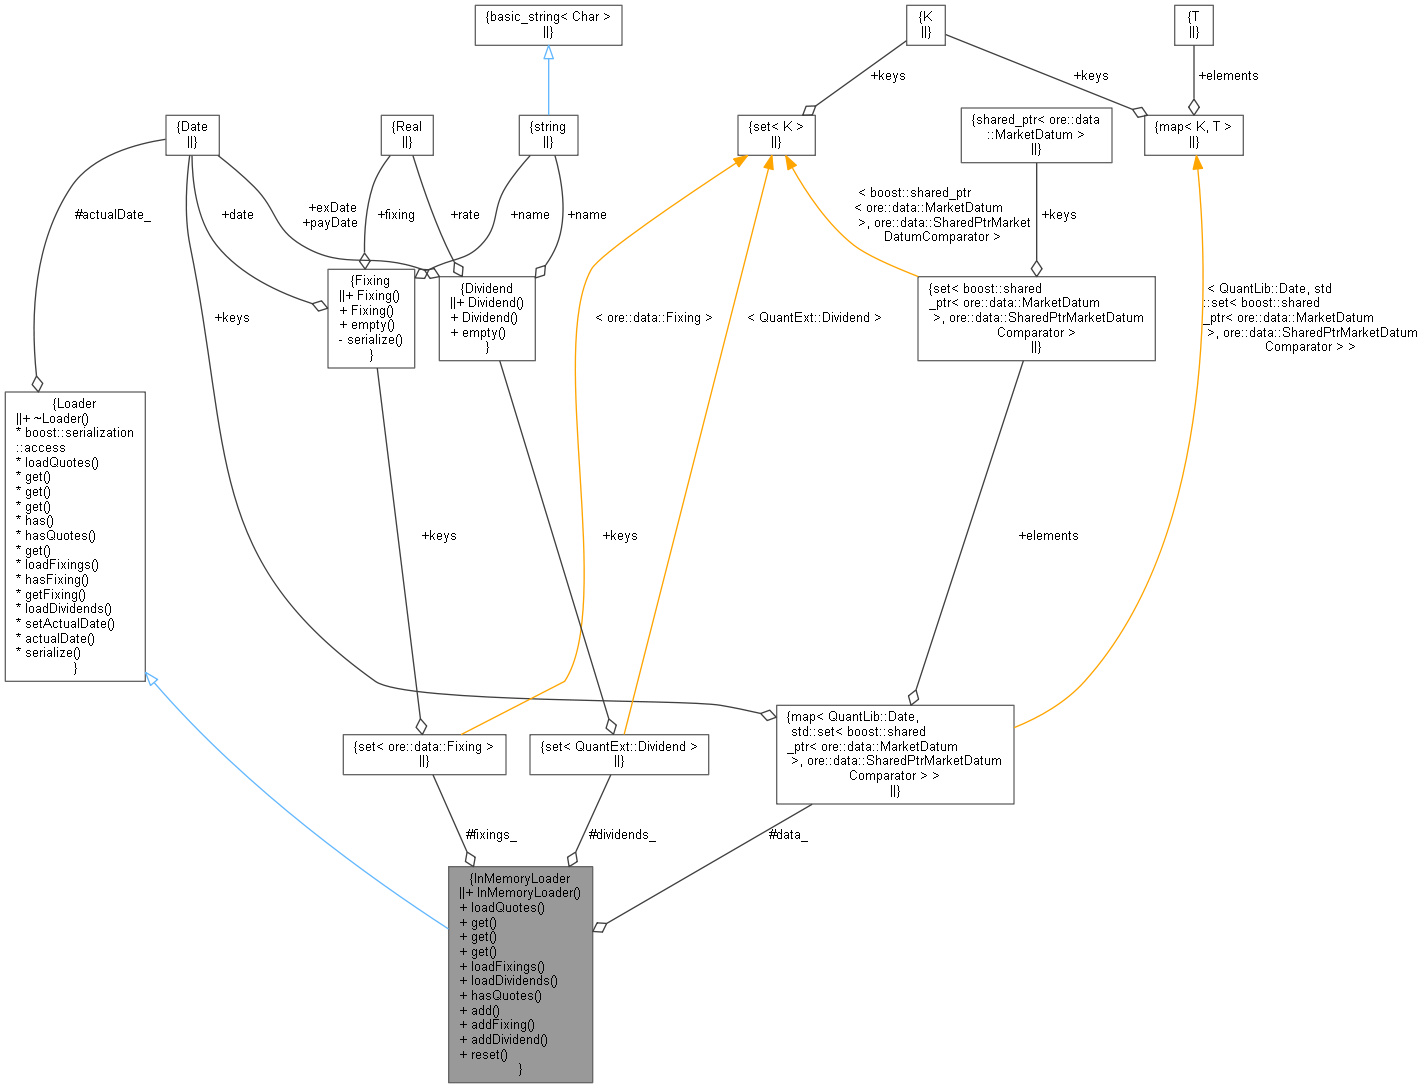 {basic_string< Char >
||}
{K
||}
{T
||}
+keys
+keys
+elements
{Date
||}
{Real
||}
{string
||}
{set< K >
||}
{shared_ptr< ore::data
::MarketDatum >
||}
{map< K, T >
||}
#actualDate_
+date
+exDate
+payDate
+fixing
+rate
+name
+name
< boost::shared_ptr
< ore::data::MarketDatum
>, ore::data::SharedPtrMarket
DatumComparator >
+keys
{Fixing
||+ Fixing()
+ Fixing()
+ empty()
- serialize()
}
{Dividend
||+ Dividend()
+ Dividend()
+ empty()
}
{set< boost::shared
_ptr< ore::data::MarketDatum
>, ore::data::SharedPtrMarketDatum
Comparator >
||}
+keys
< ore::data::Fixing >
< QuantExt::Dividend >
< QuantLib::Date, std
::set< boost::shared
_ptr< ore::data::MarketDatum
>, ore::data::SharedPtrMarketDatum
Comparator > >
{Loader
||+ ~Loader()
* boost::serialization
::access
* loadQuotes()
* get()
* get()
* get()
* has()
* hasQuotes()
* get()
* loadFixings()
* hasFixing()
* getFixing()
* loadDividends()
* setActualDate()
* actualDate()
* serialize()
}
+keys
+keys
+elements
{set< ore::data::Fixing >
||}
{set< QuantExt::Dividend >
||}
{map< QuantLib::Date,
std::set< boost::shared
_ptr< ore::data::MarketDatum
>, ore::data::SharedPtrMarketDatum
Comparator > >
||}
#fixings_
#dividends_
#data_
{InMemoryLoader
||+ InMemoryLoader()
+ loadQuotes()
+ get()
+ get()
+ get()
+ loadFixings()
+ loadDividends()
+ hasQuotes()
+ add()
+ addFixing()
+ addDividend()
+ reset()
}